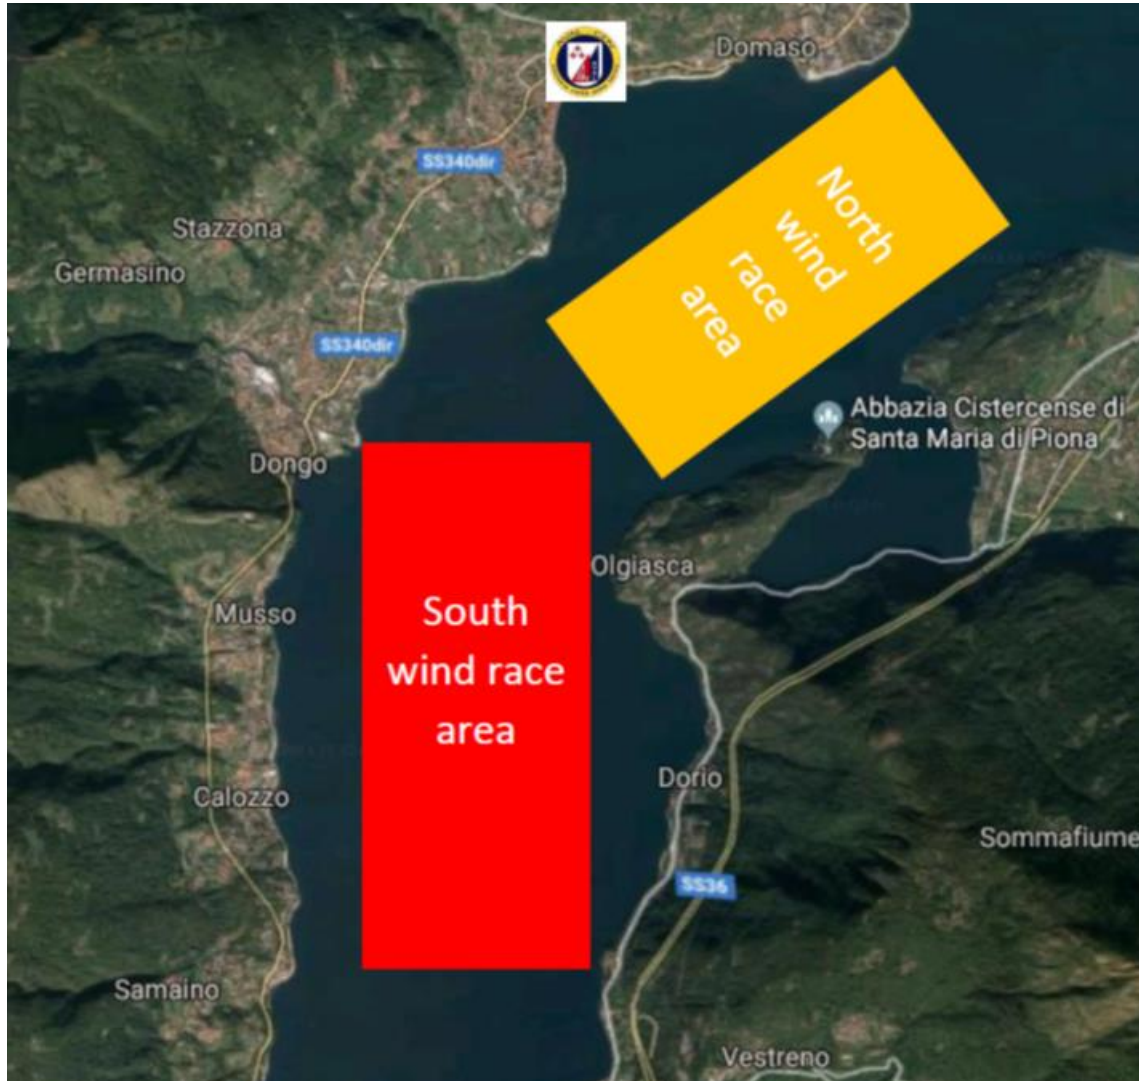 Domaso
SS340dir
Stazzona
Germasino
North
wind
race
area
SS340dir
Abbazia Cistercense di
Santa Maria di Piona
Dongo
Olgiasca
Musso
South
wind race
area
Dorio
Calozzo
Sommafiume
SS36
Samaino
Vestreno